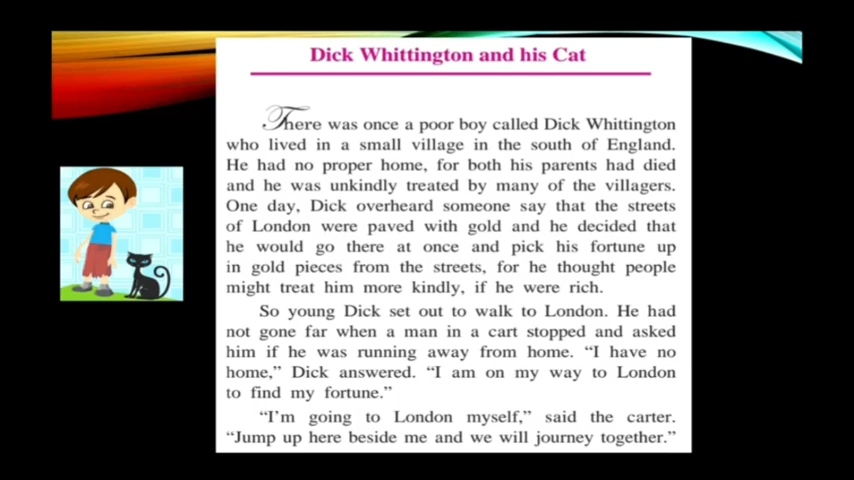 Dick Whittington and his Cat
There was once a poor boy called Dick Whittington
who lived in a small village in the south of England.
He had no proper home, for both his parents had died
and he was unkindly treated by many of the villagers.
One day, Dick overheard someone say that the streets
of London were paved with gold and he decided that
he would go there at once and pick his fortune up
in gold pieces from the streets, for he thought people
might treat him more kindly, if he were rich.
So young Dick set out to walk to London. He had
not gone far when a man in a cart stopped and asked
him if he was running away from home. “I have no
home,” Dick answered. “I am on my way to London
to find my fortune.”
“I’m going to London myself,” said the carter.
“Jump up here beside me and we will journey together.”